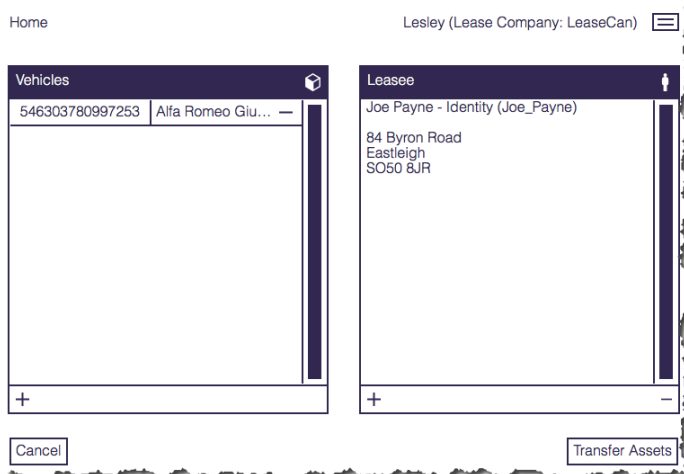 Home
Lesley (Lease Company: LeaseCan)
Vehicles
546303780997253 Alfa Romeo Giu... —
+
Leasee
Joe Payne - Identity (Joe_Payne)
84 Byron Road
Eastleigh
SO50 8JR
+ −
Cancel
Transfer Assets